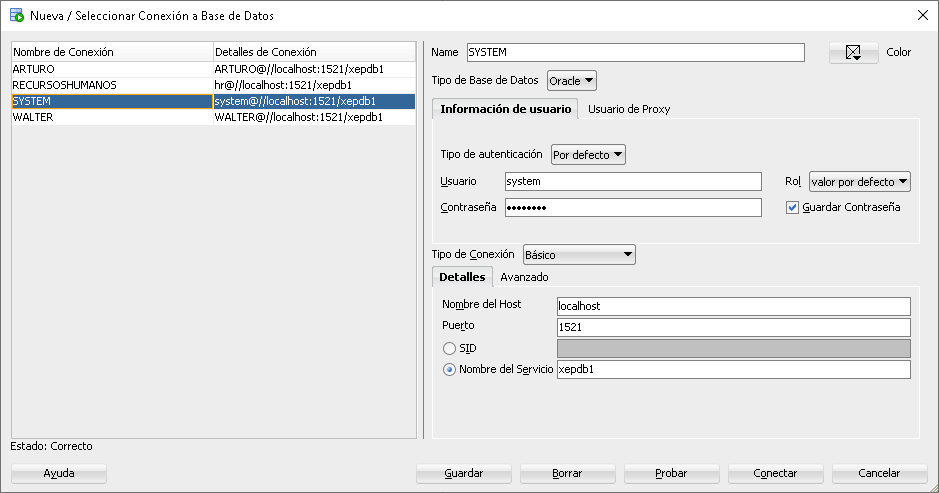 Nueva / Seleccionar Conexión a Base de Datos
Nombre de Conexión Detalles de Conexión
ARTURO ARTURO@//localhost:1521/xepdb1
RECURSOSHUMANOS hr@//localhost:1521/xepdb1
SYSTEM system@//localhost:1521/xepdb1
WALTER WALTER@//localhost:1521/xepdb1
Name SYSTEM Color
Tipo de Base de Datos Oracle
Información de usuario Usuario de Proxy
Tipo de autenticación Por defecto
Usuario system Rol valor por defecto
Contraseña •••••••• Guardar Contraseña
Tipo de Conexión Básico
Detalles Avanzado
Nombre del Host localhost
Puerto 1521
SID
Nombre del Servicio xepdb1
Estado: Correcto
Ayuda Guardar Borrar Probar Conectar Cancelar